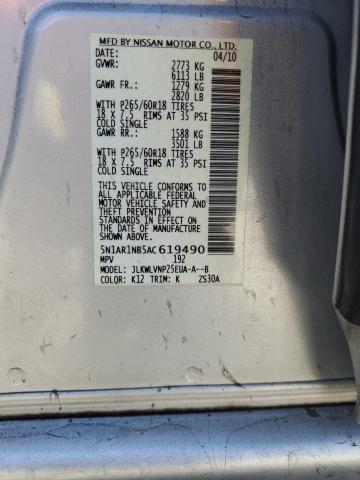 MFD BY NISSAN MOTOR CO., LTD.
DATE: 04/10
GVWR: 2773 KG
6113 LB
GAWR FR: 1279 KG
2820 LB
WITH P265/60R18 TIRES
18 X 7.5 RIMS AT 35 PSI
COLD SINGLE
GAWR RR: 1588 KG
3501 LB
WITH P265/60R18 TIRES
18 X 7.5 RIMS AT 35 PSI
COLD SINGLE
THIS VEHICLE CONFORMS TO
ALL APPLICABLE U.S. FEDERAL
MOTOR VEHICLE SAFETY
AND THEFT PREVENTION
STANDARDS IN EFFECT ON THE
DATE OF MANUFACTURE
SHOWN ABOVE.
5N1AR1NB5AC619490
MPV 192
MODEL: JLKWLVNP25EUA-A--B
COLOR: K12 TRIM: K ZS30A